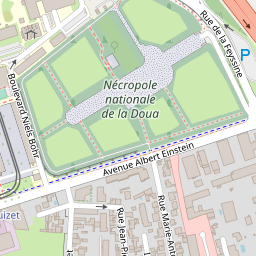 Rue de la Feyssine
P
Nécropole
nationale
de la Doua
Boulevard Niels Bohr
Avenue Albert Einstein
uizet
Rue Jean-Pi
Rue Marie-Ant